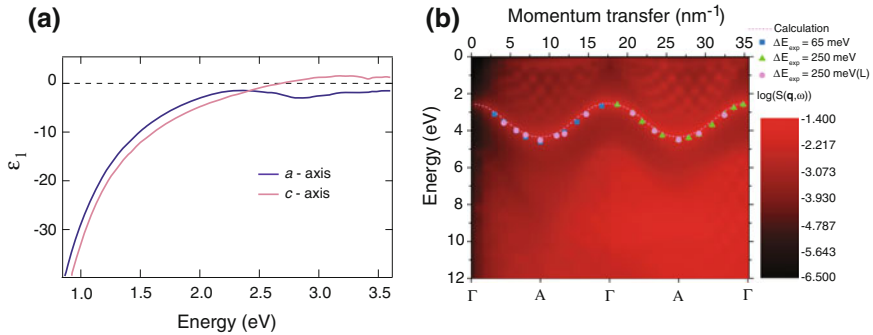 (a)
0
-10
-20
-30
ε1
a - axis
c - axis
1.0 1.5 2.0 2.5 3.0 3.5
Energy (eV)
(b)
Momentum transfer (nm-1)
0 5 10 15 20 25 30 35
0
2
4
6
8
10
12
Energy (eV)
Γ A Γ A Γ
Calculation
ΔEexp = 65 meV
ΔEexp = 250 meV
ΔEexp = 250 meV(L)
log(S(q,ω))
-1.400
-2.217
-3.073
-3.930
-4.787
-5.643
-6.500